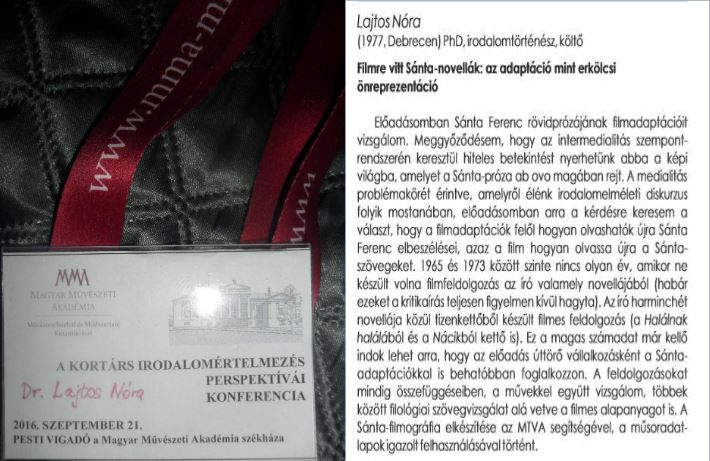 www.mma-m
www
MMA
MAGYAR MŰVÉSZETI
AKADÉMIA
Művészetelméleti és Módszertani
Kutatóintézet
A KORTÁRS IRODALOMÉRTELMEZÉS
PERSPEKTÍVÁI
KONFERENCIA
Dr. Lajtos Nóra
2016. SZEPTEMBER 21.
PESTI VIGADÓ a Magyar Művészeti Akadémia székháza
Lajtos Nóra
(1977, Debrecen) PhD, irodalomtörténész, költő
Filmre vitt Sánta-novellák: az adaptáció mint erkölcsi
önreprezentáció
Előadásomban Sánta Ferenc rövidprózájának filmadaptációit
vizsgálom. Meggyőződésem, hogy az intermedialitás szempont-
rendszerén keresztül hiteles betekintést nyerhetünk abba a képi
világba, amelyet a Sánta-próza ab ovo magában rejt. A medialitás
problémakörét érintve, amelyről élénk irodalomelméleti diskurzus
folyik mostanában, előadásomban arra a kérdésre keresem a
választ, hogy a filmadaptációk felől hogyan olvashatók újra Sánta
Ferenc elbeszélései, azaz a film hogyan olvassa újra a Sánta-
szövegeket. 1965 és 1973 között szinte nincs olyan év, amikor ne
készült volna filmfeldolgozás az író valamely novellájából (habár
ezeket a kritikaírás teljesen figyelmen kívül hagyta). Az író harminchét
novellája közül tizenkettőből készült filmes feldolgozás (a Halálnak
halálából és a Nácikból kettő is). Ez a magas számadat már kellő
indok lehet arra, hogy az előadás úttörő vállalkozásként a Sánta-
adaptációkkal is behatóbban foglalkozzon. A feldolgozásokat
mindig összefüggéseiben, a művekkel együtt vizsgálom, többek
között filológiai szövegvizsgálat alá vetve a filmes alapanyagot is. A
Sánta-filmográfia elkészítése az MTVA segítségével, a műsoradat-
lapok igazolt felhasználásával történt.